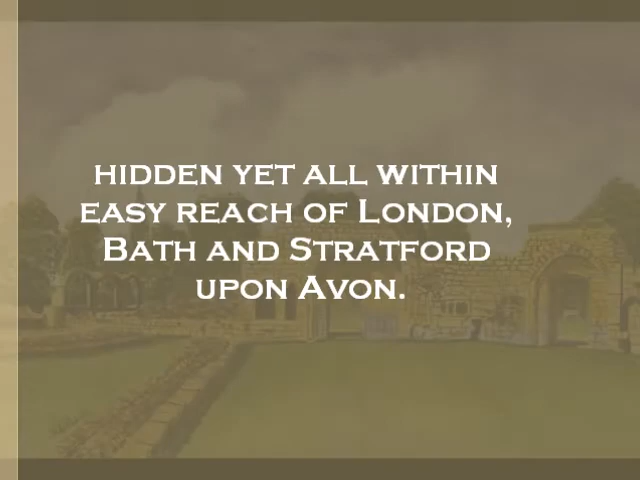 hidden yet all within
easy reach of London,
Bath and Stratford
upon Avon.